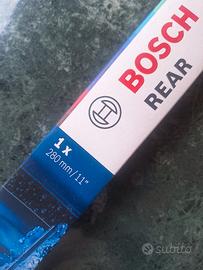 BOSCH
REAR
1 X
280 mm/11"
subito